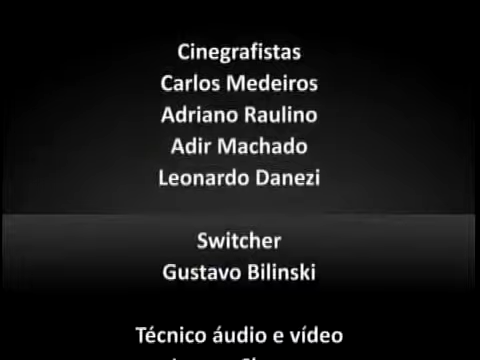 Cinegrafistas
Carlos Medeiros
Adriano Raulino
Adir Machado
Leonardo Danezi
Switcher
Gustavo Bilinski
Técnico áudio e vídeo